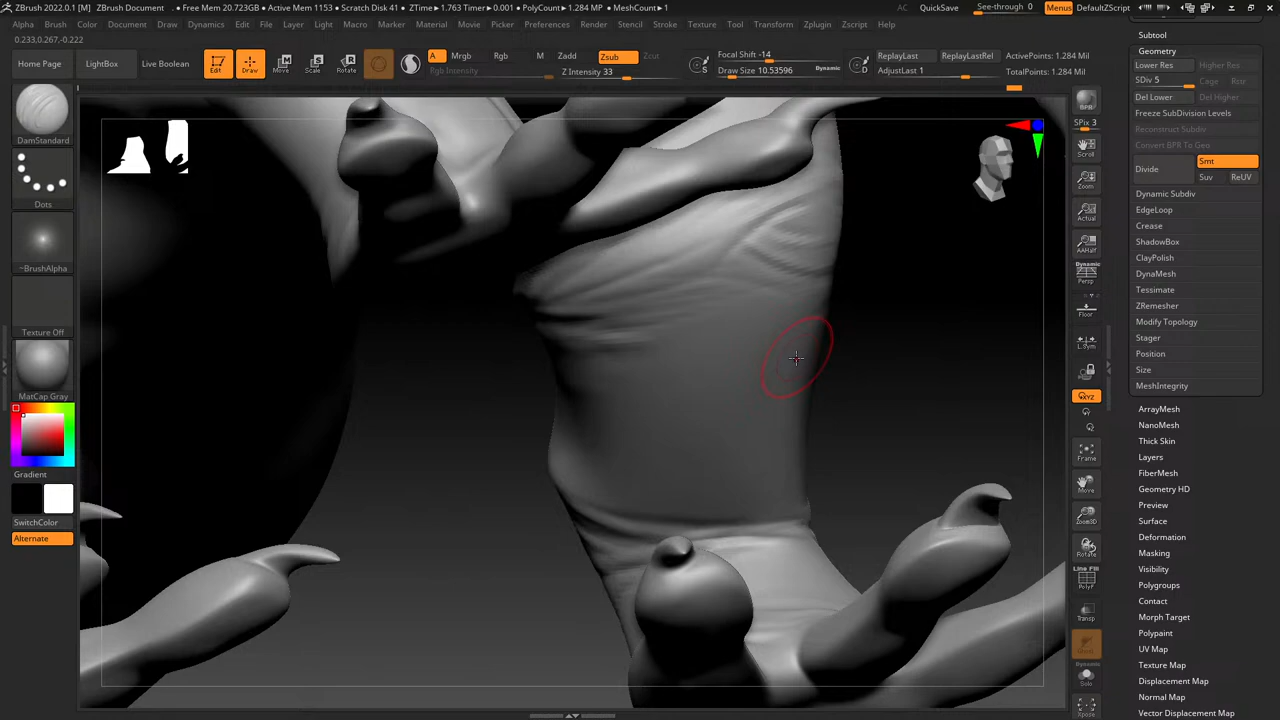 ZBrush 2022.0.1 [M] ZBrush Document . ● Free Mem 20.723GB ● Active Mem 1153 ● Scratch Disk 41 ● ZTime►1.763 Timer►0.001 ● PolyCount►1.284 MP ● MeshCount►1 AC QuickSave See-through 0 Menus DefaultZScript
Alpha Brush Color Document Draw Dynamics Edit File Layer Light Macro Marker Material Movie Picker Preferences Render Stencil Stroke Texture Tool Transform Zplugin Zscript Help
0.233,0.267,-0.222
Home Page
LightBox
Live Boolean
Edit
Draw
Move
Scale
Rotate
A
Mrgb
Rgb
M
Zadd
Zsub
Zcut
Rgb Intensity
Z Intensity 33
Focal Shift -14
Draw Size 10.53596
Dynamic
S
D
ReplayLast
ReplayLastRel
AdjustLast 1
ActivePoints: 1.284 Mil
TotalPoints: 1.284 Mil
DamStandard
Dots
~BrushAlpha
Texture Off
MatCap Gray
Gradient
SwitchColor
Alternate
BPR
SPix 3
Scroll
Zoom
Actual
AAHalf
Dynamic
Persp
Floor
L.Sym
XYZ
Frame
Move
Zoom3D
Rotate
Line Fill
PolyF
Transp
Dynamic
Solo
Xpose
Subtool
Geometry
Lower Res
Higher Res
SDiv 5
Cage
Rstr
Del Lower
Del Higher
Freeze SubDivision Levels
Reconstruct Subdiv
Convert BPR To Geo
Divide
Smt
Suv
ReUV
Dynamic Subdiv
EdgeLoop
Crease
ShadowBox
ClayPolish
DynaMesh
Tessimate
ZRemesher
Modify Topology
Stager
Position
Size
MeshIntegrity
ArrayMesh
NanoMesh
Thick Skin
Layers
FiberMesh
Geometry HD
Preview
Surface
Deformation
Masking
Visibility
Polygroups
Contact
Morph Target
Polypaint
UV Map
Texture Map
Displacement Map
Normal Map
Vector Displacement Map